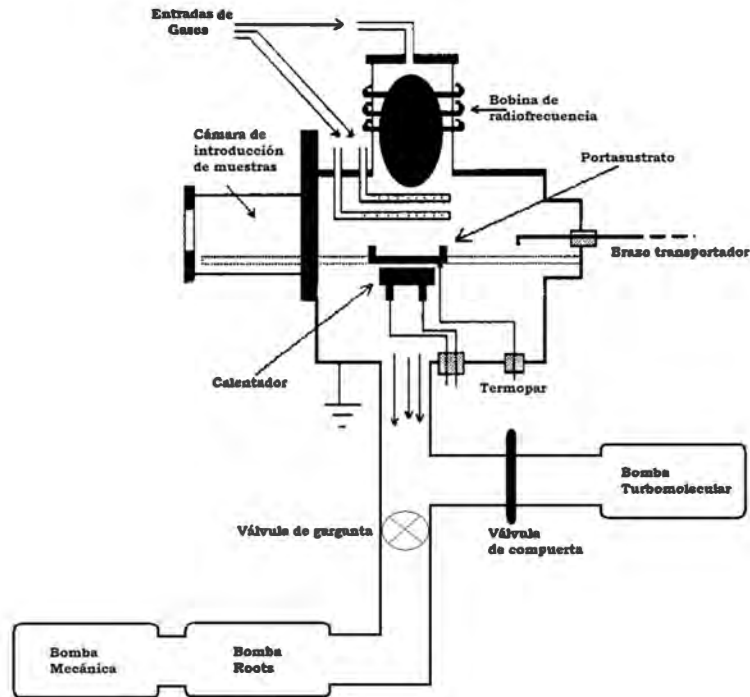 Entradas de
Gases
Bobina de
radiofrecuencia
Cámara de
introducción
de muestras
Portasustrato
Brazo transportador
Calentador
Termopar
Bomba
Turbomolecular
Válvula de garganta
Válvula
de compuerta
Bomba
Mecánica
Bomba
Roots